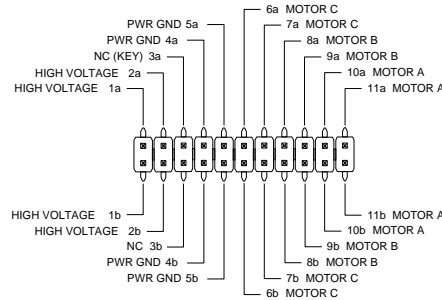 6a MOTOR C
PWR GND 5a
7a MOTOR C
PWR GND 4a
8a MOTOR B
NC (KEY) 3a
9a MOTOR B
HIGH VOLTAGE 2a
10a MOTOR A
HIGH VOLTAGE 1a
11a MOTOR A
HIGH VOLTAGE 1b
11b MOTOR A
HIGH VOLTAGE 2b
10b MOTOR A
NC 3b
9b MOTOR B
PWR GND 4b
8b MOTOR B
PWR GND 5b
7b MOTOR C
6b MOTOR C